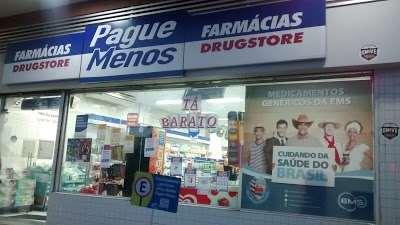 FARMÁCIAS
DRUGSTORE
Pague
Menos
FARMÁCIAS
DRUGSTORE
TÁ
BARATO
MEDICAMENTOS
GENÉRICOS DA EMS
CUIDANDO DA
SAÚDE DO
BRASIL
EMS
E